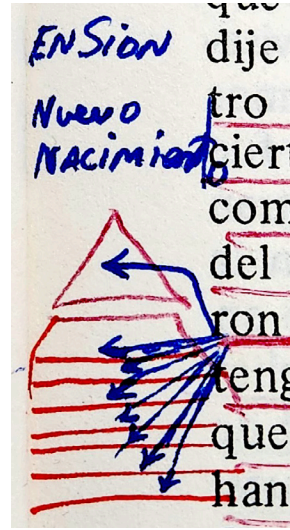 ENSION
NUEVO
NACIMIENTO
que
dije
tro
ciert
com
del
ron
teng
que
han